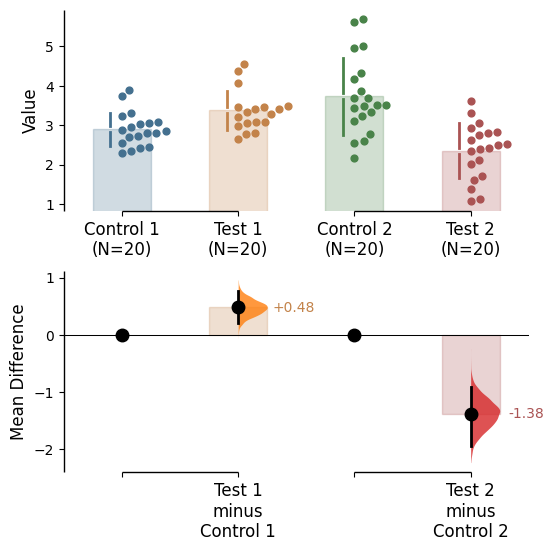 Value
5
4
3
2
1
Control 1
(N=20)
Test 1
(N=20)
Control 2
(N=20)
Test 2
(N=20)
Mean Difference
1
0
−1
−2
+0.48
-1.38
Test 1
minus
Control 1
Test 2
minus
Control 2